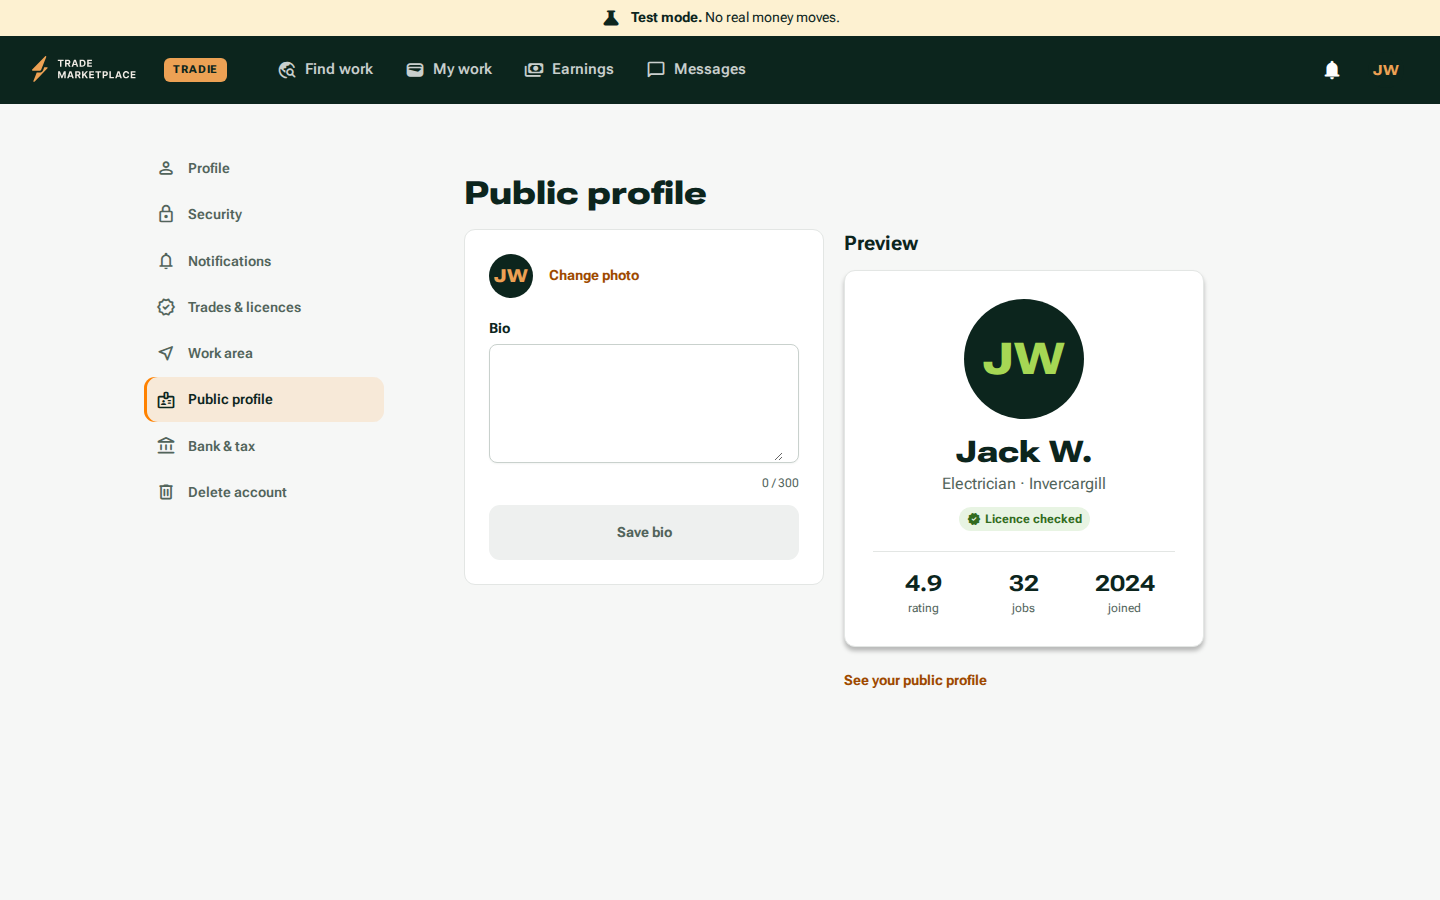 Test mode. No real money moves.
TRADE
MARKETPLACE
TRADIE
Find work
My work
Earnings
Messages
JW
Profile
Security
Notifications
Trades & licences
Work area
Public profile
Bank & tax
Delete account
Public profile
JW
Change photo
Bio
0 / 300
Save bio
Preview
JW
Jack W.
Electrician · Invercargill
Licence checked
4.9
rating
32
jobs
2024
joined
See your public profile